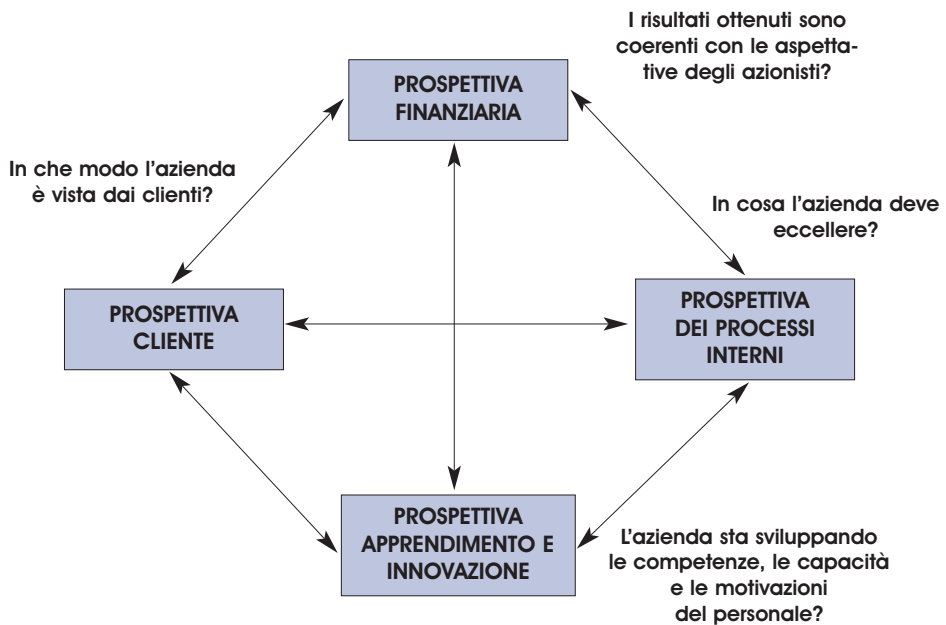 I risultati ottenuti sono
coerenti con le aspetta-
tive degli azionisti?
PROSPETTIVA
FINANZIARIA
In che modo l'azienda
è vista dai clienti?
In cosa l'azienda deve
eccellere?
PROSPETTIVA
CLIENTE
PROSPETTIVA
DEI PROCESSI
INTERNI
PROSPETTIVA
APPRENDIMENTO E
INNOVAZIONE
L'azienda sta sviluppando
le competenze, le capacità
e le motivazioni
del personale?